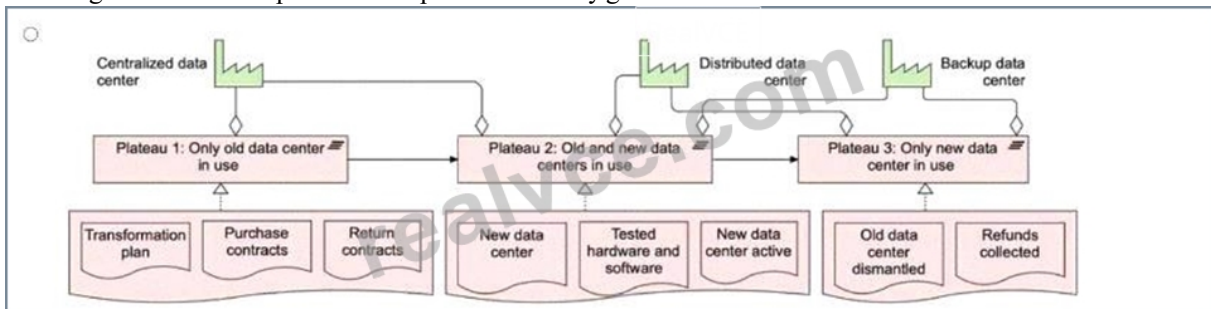 Centralized data
center
Distributed data
center
Backup data
center
Plateau 1: Only old data center
in use
Plateau 2: Old and new data
centers in use
Plateau 3: Only new data
center in use
Transformation
plan
Purchase
contracts
Return
contracts
New data
center
Tested
hardware and
software
New data
center active
Old data
center
dismantled
Refunds
collected
realvce.com